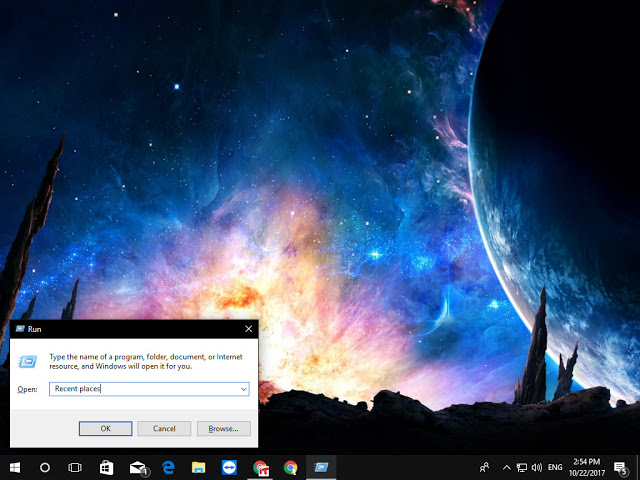 Run
Type the name of a program, folder, document, or Internet
resource, and Windows will open it for you.
Open: Recent places
OK Cancel Browse...
ENG
2:54 PM
10/22/2017